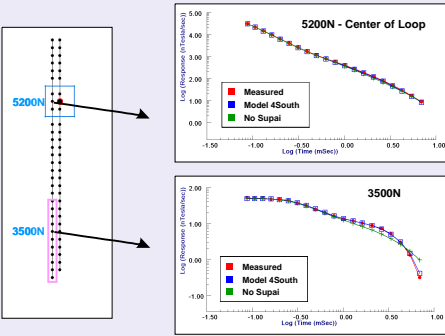 5200N
3500N
5200N - Center of Loop
Log (Response (nTesla/sec))
5.00
4.00
3.00
2.00
1.00
0.00
Measured
Model 4South
No Supai
-1.50
-1.00
-0.50
0.00
0.50
1.00
Log (Time (mSec))
3500N
Log (Response (nTesla/sec))
2.00
1.00
0.00
-1.00
Measured
Model 4South
No Supai
-1.50
-1.00
-0.50
0.00
0.50
1.00
Log (Time (mSec))